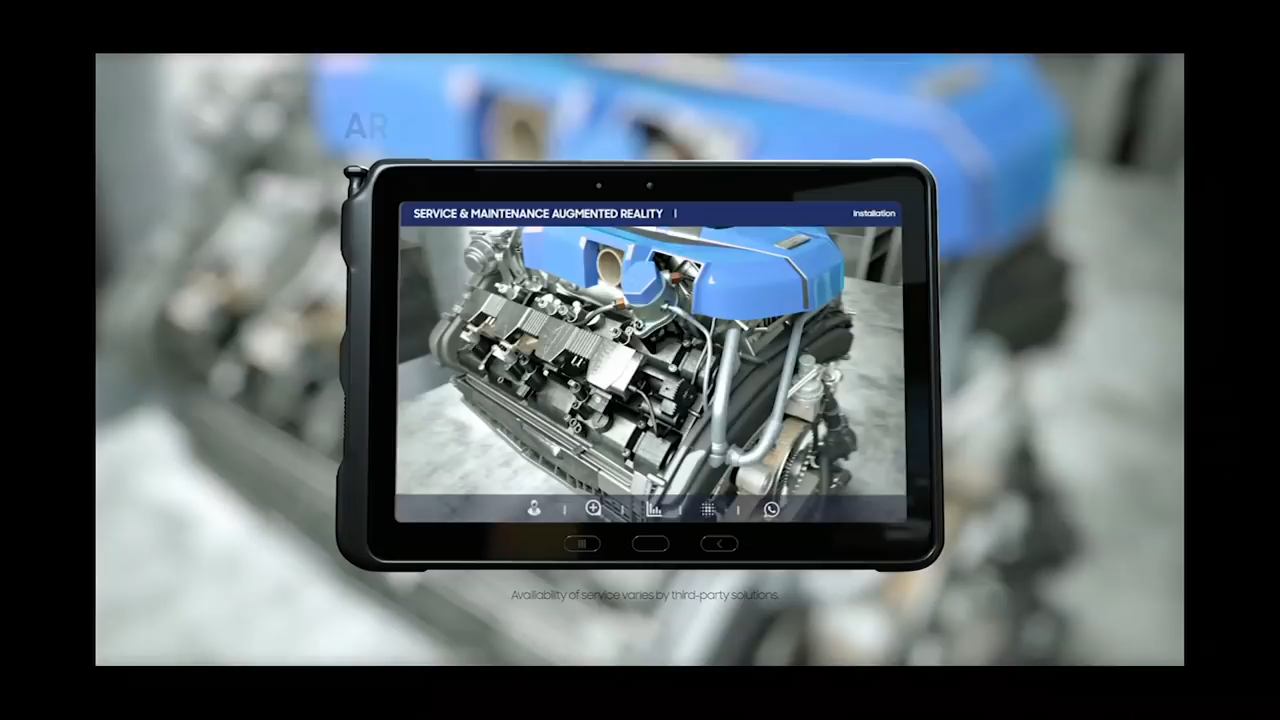 AR
SERVICE & MAINTENANCE AUGMENTED REALITY
Installation
Availability of service varies by third-party solutions.